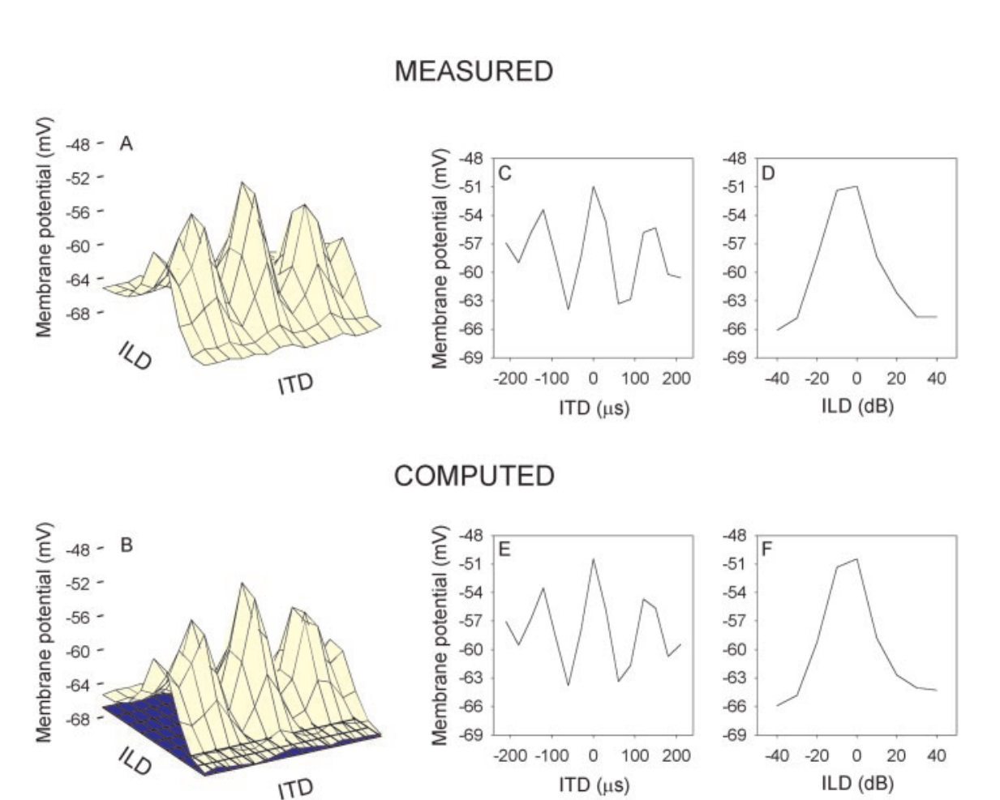 MEASURED
Membrane potential (mV)
-48
-52
-56
-60
-64
-68
A
ILD
ITD
Membrane potential (mV)
-48
-51
-54
-57
-60
-63
-66
-69
C
-200 -100 0 100 200
ITD (μs)
-48
-51
-54
-57
-60
-63
-66
-69
D
-40 -20 0 20 40
ILD (dB)
COMPUTED
Membrane potential (mV)
-48
-52
-56
-60
-64
-68
B
ILD
ITD
Membrane potential (mV)
-48
-51
-54
-57
-60
-63
-66
-69
E
-200 -100 0 100 200
ITD (μs)
-48
-51
-54
-57
-60
-63
-66
-69
F
-40 -20 0 20 40
ILD (dB)